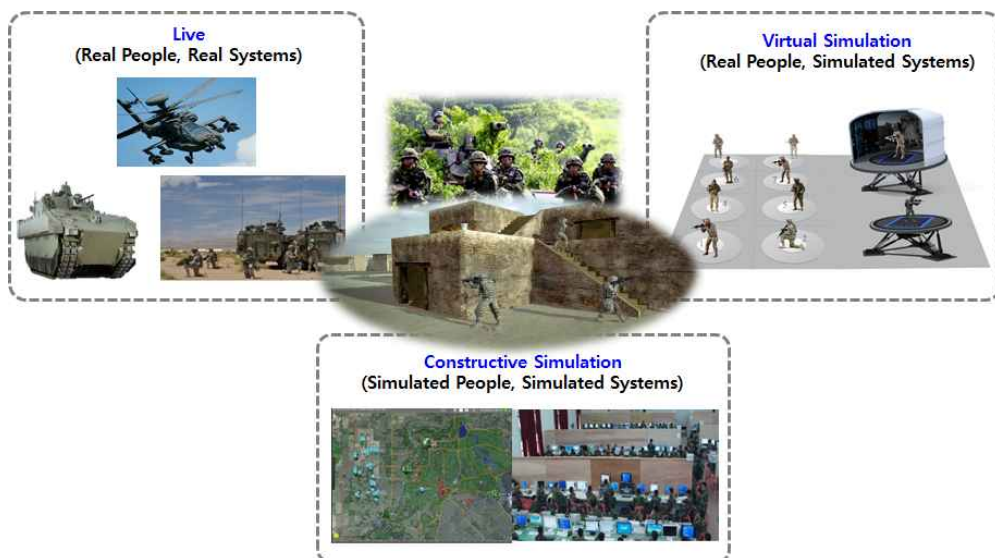 Live
(Real People, Real Systems)
Virtual Simulation
(Real People, Simulated Systems)
Constructive Simulation
(Simulated People, Simulated Systems)